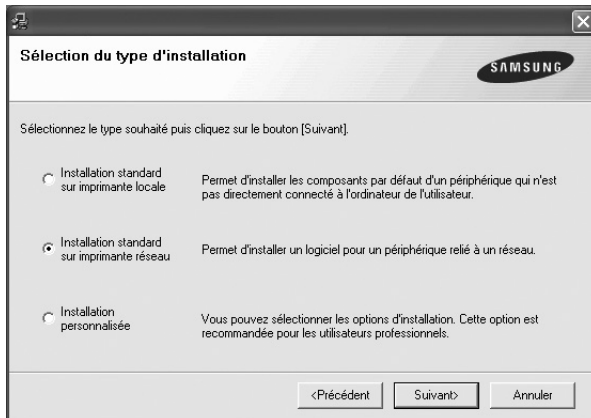 Sélection du type d'installation
SAMSUNG
Sélectionnez le type souhaité puis cliquez sur le bouton [Suivant].
Installation standard
sur imprimante locale
Permet d'installer les composants par défaut d'un périphérique qui n'est
pas directement connecté à l'ordinateur de l'utilisateur.
Installation standard
sur imprimante réseau
Permet d'installer un logiciel pour un périphérique relié à un réseau.
Installation
personnalisée
Vous pouvez sélectionner les options d'installation. Cette option est
recommandée pour les utilisateurs professionnels.
<Précédent
Suivant>
Annuler